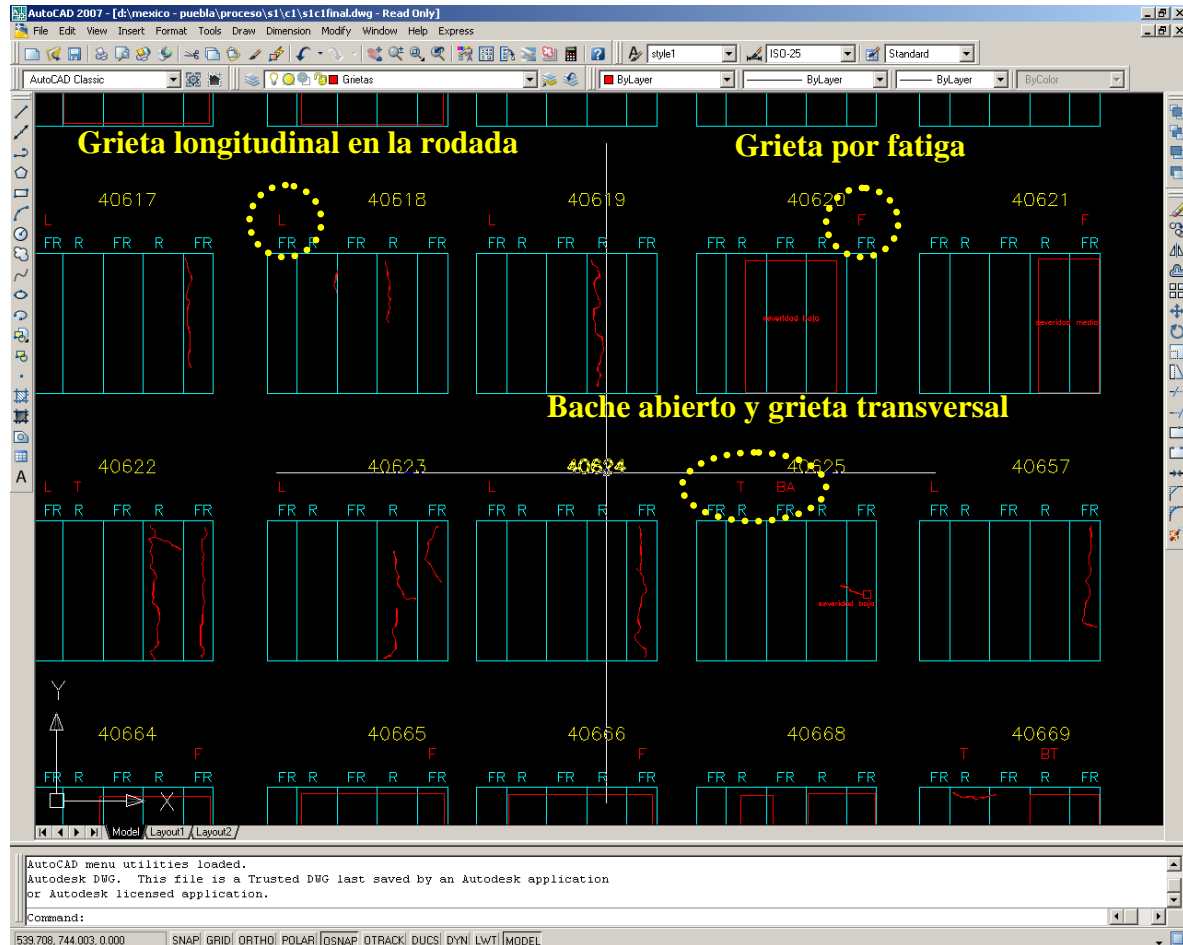 AutoCAD 2007 - [d:\mexico - puebla\proceso\s1\c1\s1c1final.dwg - Read Only]
File Edit View Insert Format Tools Draw Dimension Modify Window Help Express
style1 ISO-25 Standard
AutoCAD Classic Grietas ByLayer ByLayer ByLayer ByColor
Grieta longitudinal en la rodada Grieta por fatiga
40617 40618 40619 40620 40621
L L L F F
FR R FR R FR FR R FR R FR FR R FR R FR FR R FR R FR FR R FR R FR
severidad baja severidad media
Bache abierto y grieta transversal
40622 40623 40624 40625 40657
L T L L T BA L
FR R FR R FR FR R FR R FR FR R FR R FR FR R FR R FR FR R FR R FR
severidad baja
Y
40664 40665 40666 40668 40669
F F F T BT
FR R FR R FR FR R FR R FR FR R FR R FR FR R FR R FR FR R FR R FR
X
Model Layout1 Layout2
AutoCAD menu utilities loaded.
Autodesk DWG. This file is a Trusted DWG last saved by an Autodesk application
or Autodesk licensed application.
Command:
539.708, 744.003, 0.000 SNAP GRID ORTHO POLAR OSNAP OTRACK DUCS DYN LWT MODEL